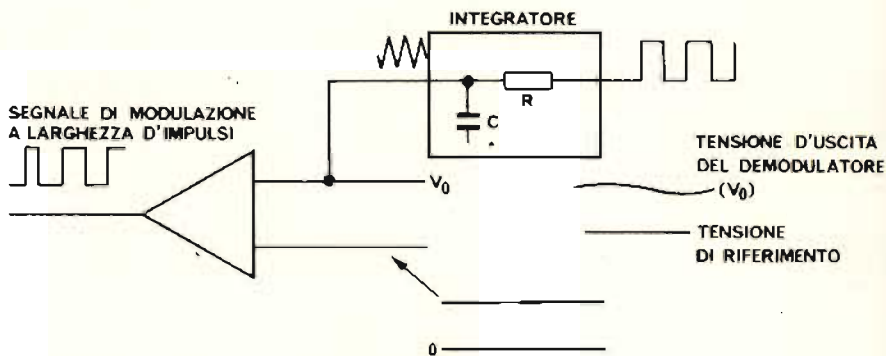 INTEGRATORE
R
C
SEGNALE DI MODULAZIONE
A LARGHEZZA D'IMPULSI
TENSIONE D'USCITA
DEL DEMODULATORE
(V₀)
V₀
TENSIONE
DI RIFERIMENTO
0